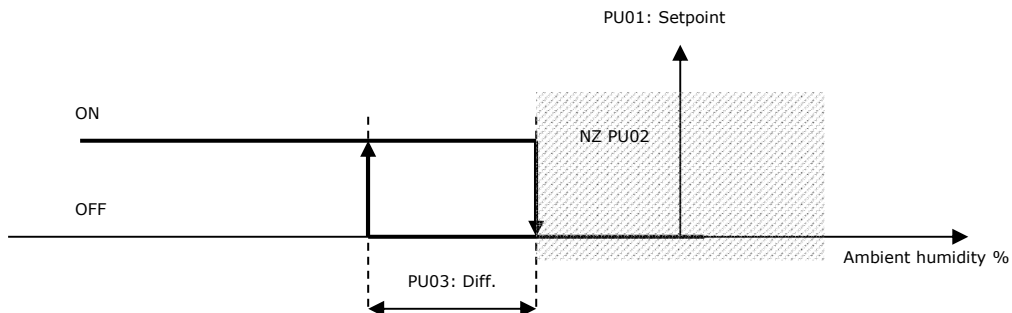 PU01: Setpoint
ON
NZ PU02
OFF
Ambient humidity %
PU03: Diff.